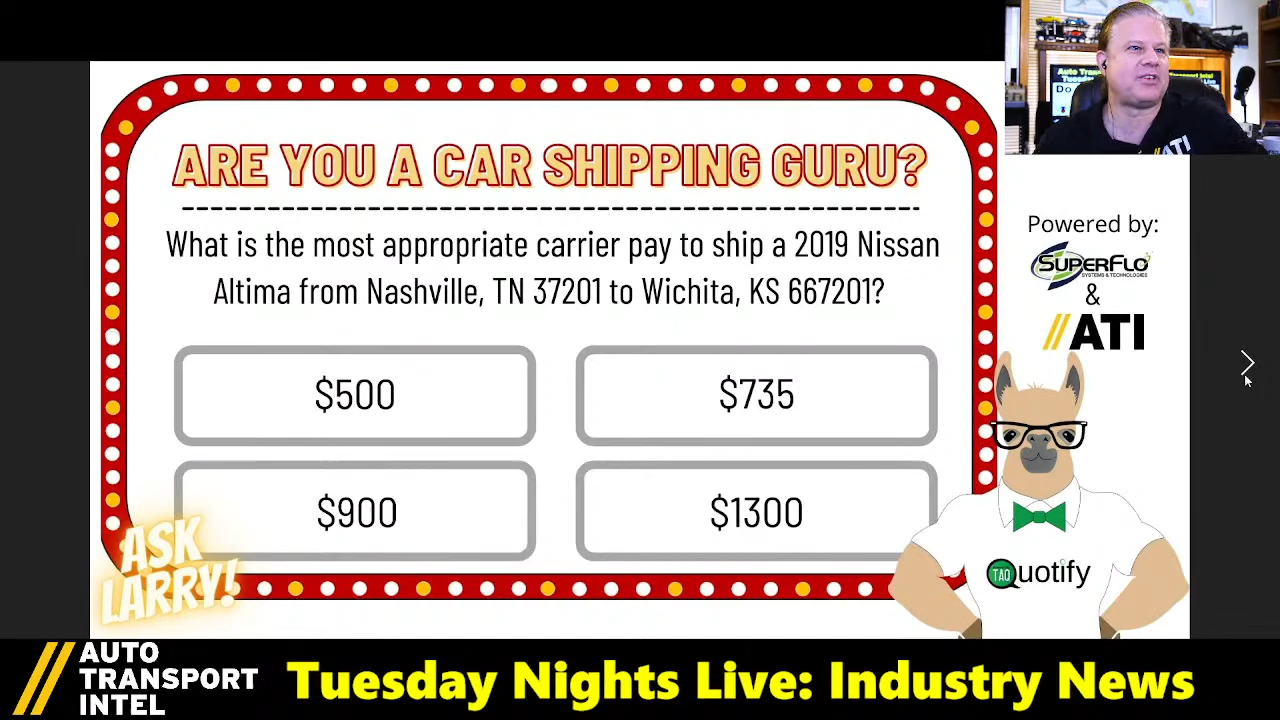 ARE YOU A CAR SHIPPING GURU?
What is the most appropriate carrier pay to ship a 2019 Nissan
Altima from Nashville, TN 37201 to Wichita, KS 667201?
$500
$735
$900
$1300
ASK
LARRY!
Powered by:
SUPERFLO
SYSTEMS & TECHNOLOGIES
&
//ATI
TAQ
Quotify
//ATI
// AUTO
TRANSPORT
INTEL
Tuesday Nights Live: Industry News